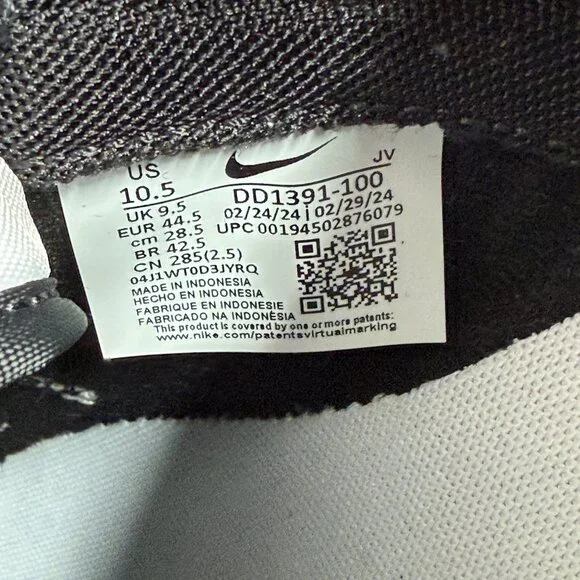 US
10.5
UK 9.5
EUR 44.5
cm 28.5
BR 42.5
CN 285(2.5)
04J1WT0D3JYRQ
JV
DD1391-100
02/24/24 | 02/29/24
UPC 00194502876079
MADE IN INDONESIA
HECHO EN INDONESIA
FABRIQUE EN INDONESIE
FABRICADO NA INDONESIA
This product is covered by one or more patents:
www.nike.com/patentsvirtualmarking